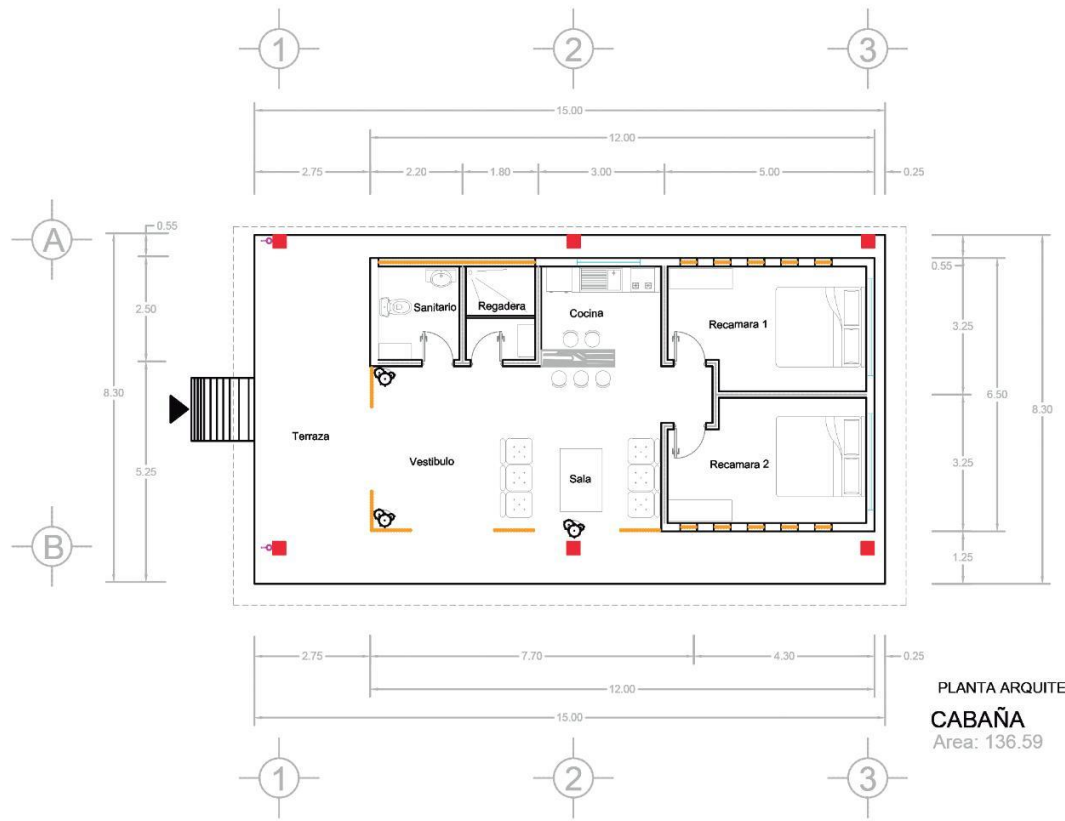 1 2 3
15.00
12.00
2.75 2.20 1.80 3.00 5.00 0.25
A
0.55
0.55
2.50
Sanitario Regadera Cocina
Recamara 1
3.25
8.30
6.50
8.30
Terraza
Vestibulo
Sala
Recamara 2
5.25
3.25
B
1.25
2.75 7.70 4.30 0.25
12.00
15.00
PLANTA ARQUITE
CABAÑA
Area: 136.59
1 2 3